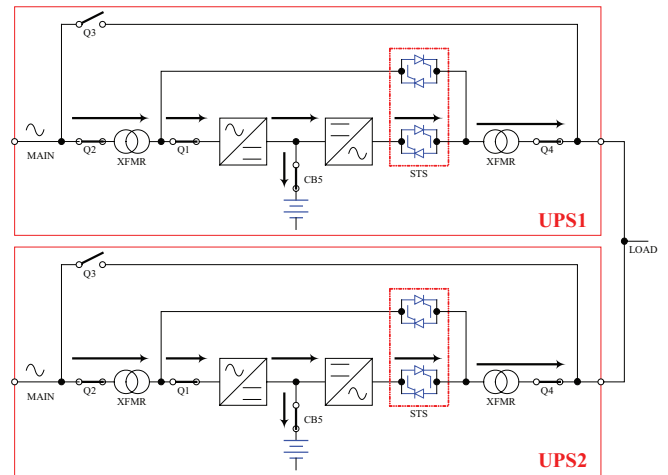 Q3
MAIN
Q2
XFMR
Q1
CB5
STS
XFMR
Q4
UPS1
LOAD
Q3
MAIN
Q2
XFMR
Q1
CB5
STS
XFMR
Q4
UPS2